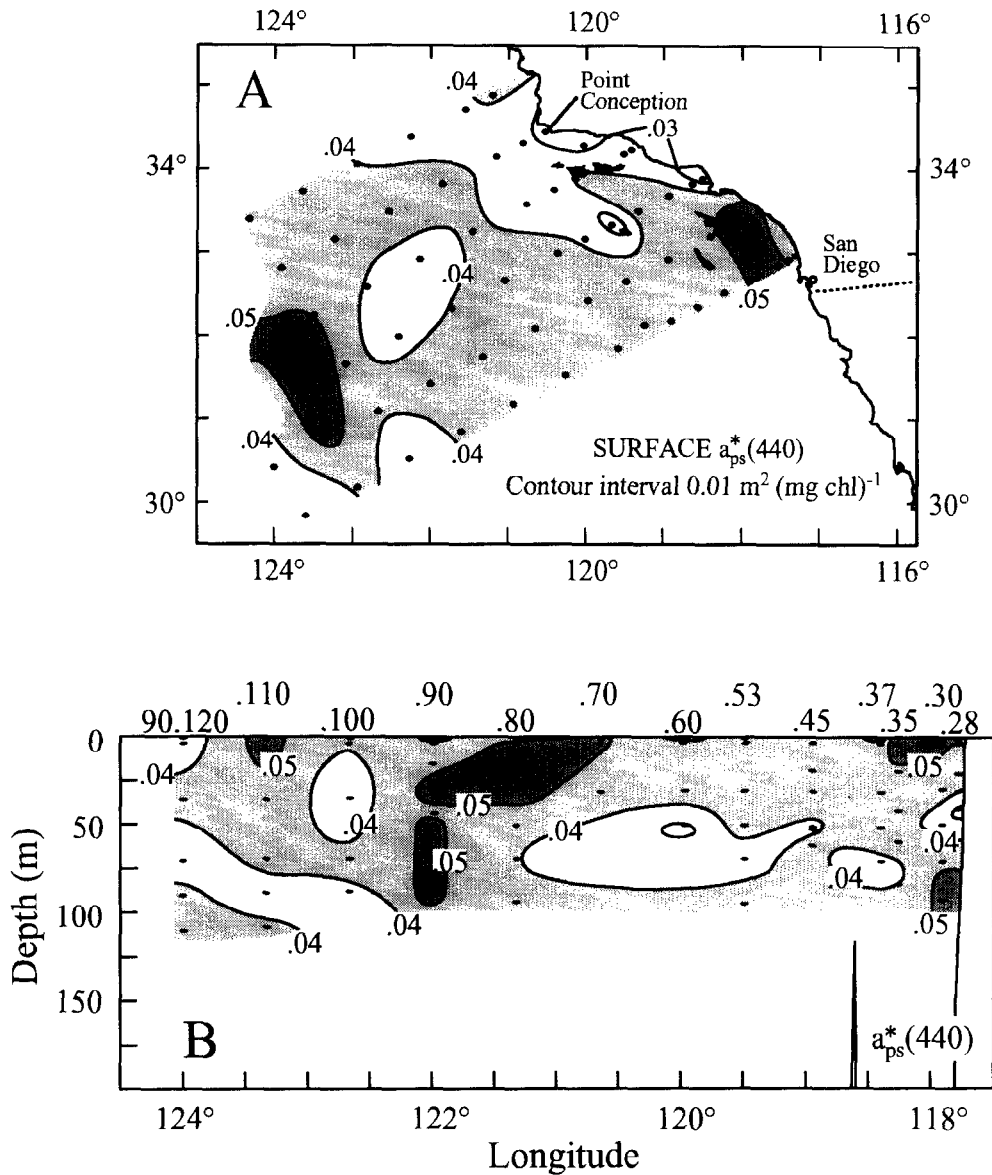 124° 120° 116°
A
.04
Point
Conception
.03
.04
34° 34°
.04
San
Diego
.05
.05
.04
.04
SURFACE a*ps(440)
Contour interval 0.01 m² (mg chl)⁻¹
30° 30°
124° 120° 116°
.110 .90 .70 .53 .37 .30
90.120 .100 .80 .60 .45 .35 .28
0
.04
.05
.05
.05
50
.04
.04
.04
.05
.04
100
.05
.04
.04
Depth (m)
150
B
a*ps(440)
124° 122° 120° 118°
Longitude